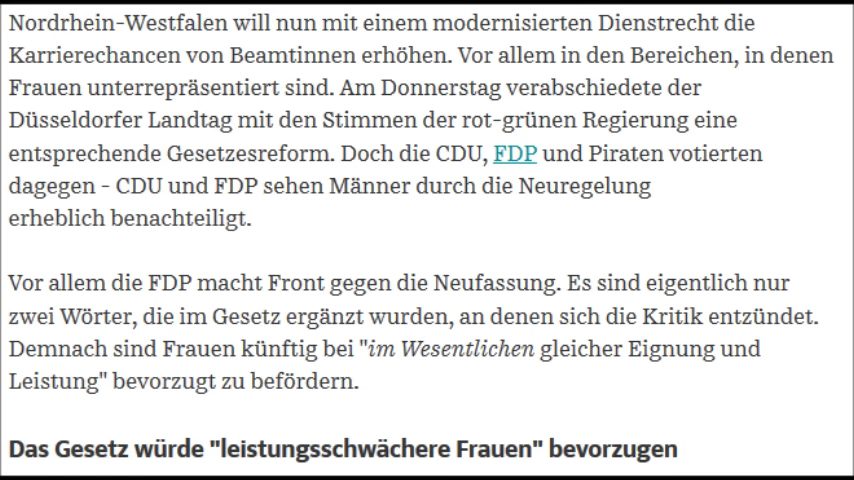 Nordrhein-Westfalen will nun mit einem modernisierten Dienstrecht die
Karrierechancen von Beamtinnen erhöhen. Vor allem in den Bereichen, in denen
Frauen unterrepräsentiert sind. Am Donnerstag verabschiedete der
Düsseldorfer Landtag mit den Stimmen der rot-grünen Regierung eine
entsprechende Gesetzesreform. Doch die CDU, FDP und Piraten votierten
dagegen - CDU und FDP sehen Männer durch die Neuregelung
erheblich benachteiligt.
Vor allem die FDP macht Front gegen die Neufassung. Es sind eigentlich nur
zwei Wörter, die im Gesetz ergänzt wurden, an denen sich die Kritik entzündet.
Demnach sind Frauen künftig bei "im Wesentlichen gleicher Eignung und
Leistung" bevorzugt zu befördern.
Das Gesetz würde "leistungsschwächere Frauen" bevorzugen